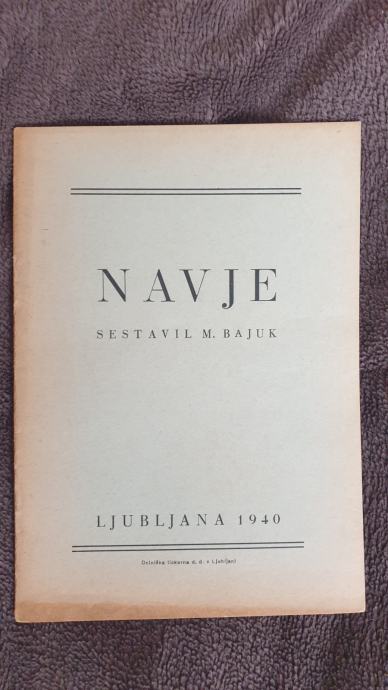 NAVJE
SESTAVIL M. BAJUK
LJUBLJANA 1940
Delniška tiskarna d. d. v Ljubljani